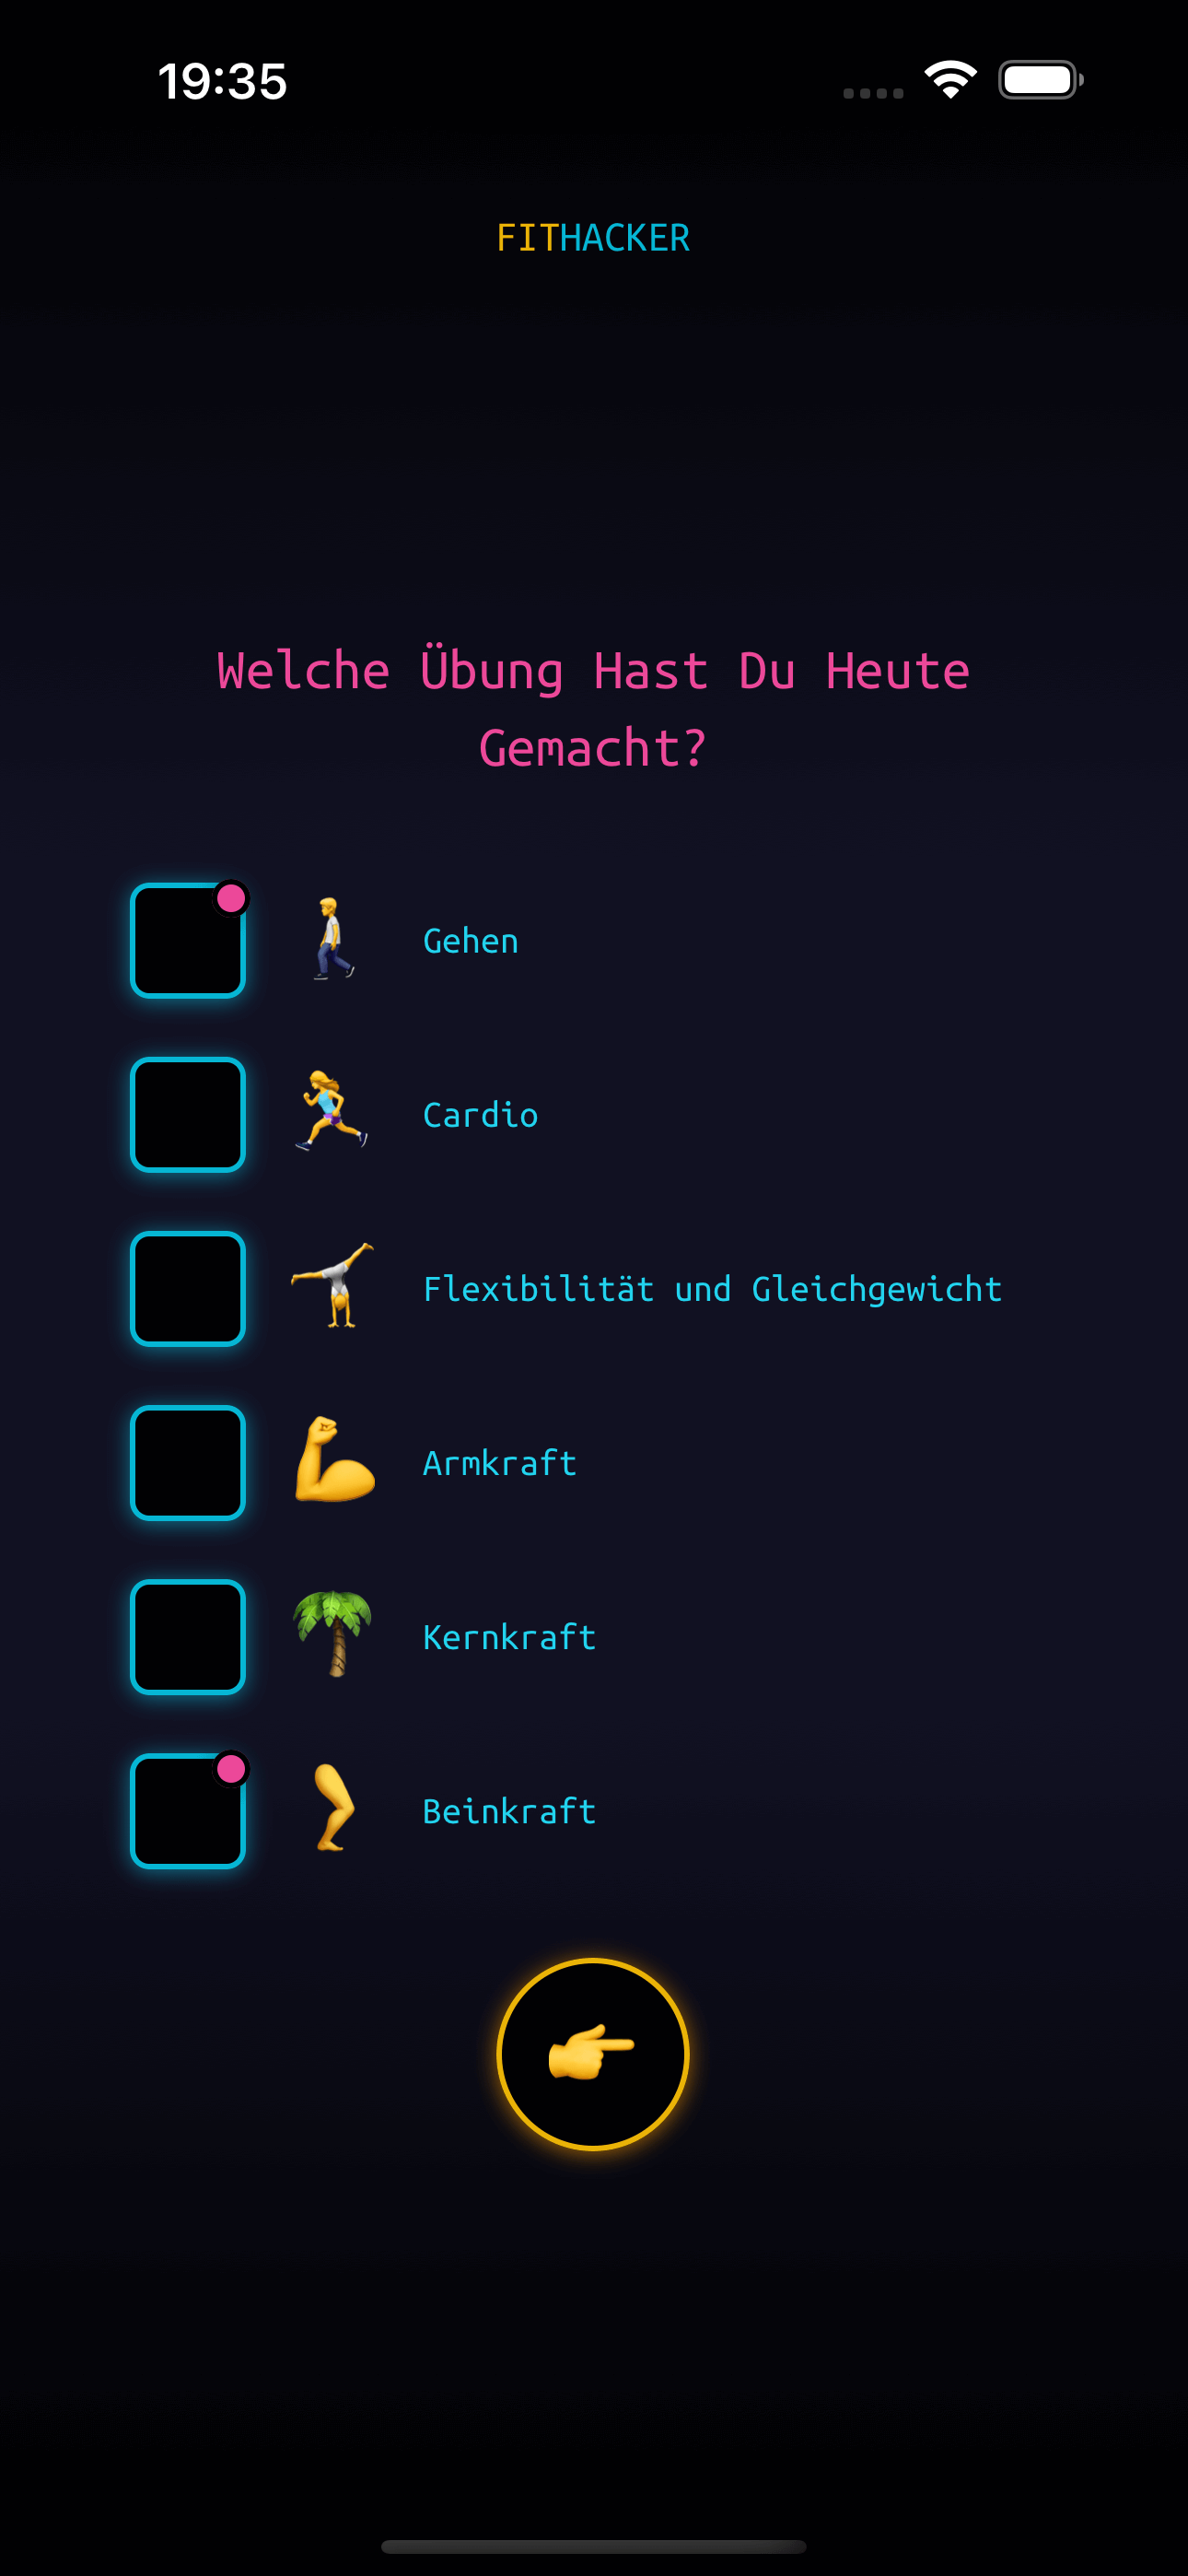 19:35
FITHACKER
Welche Übung Hast Du Heute
Gemacht?
Gehen
Cardio
Flexibilität und Gleichgewicht
Armkraft
Kernkraft
Beinkraft